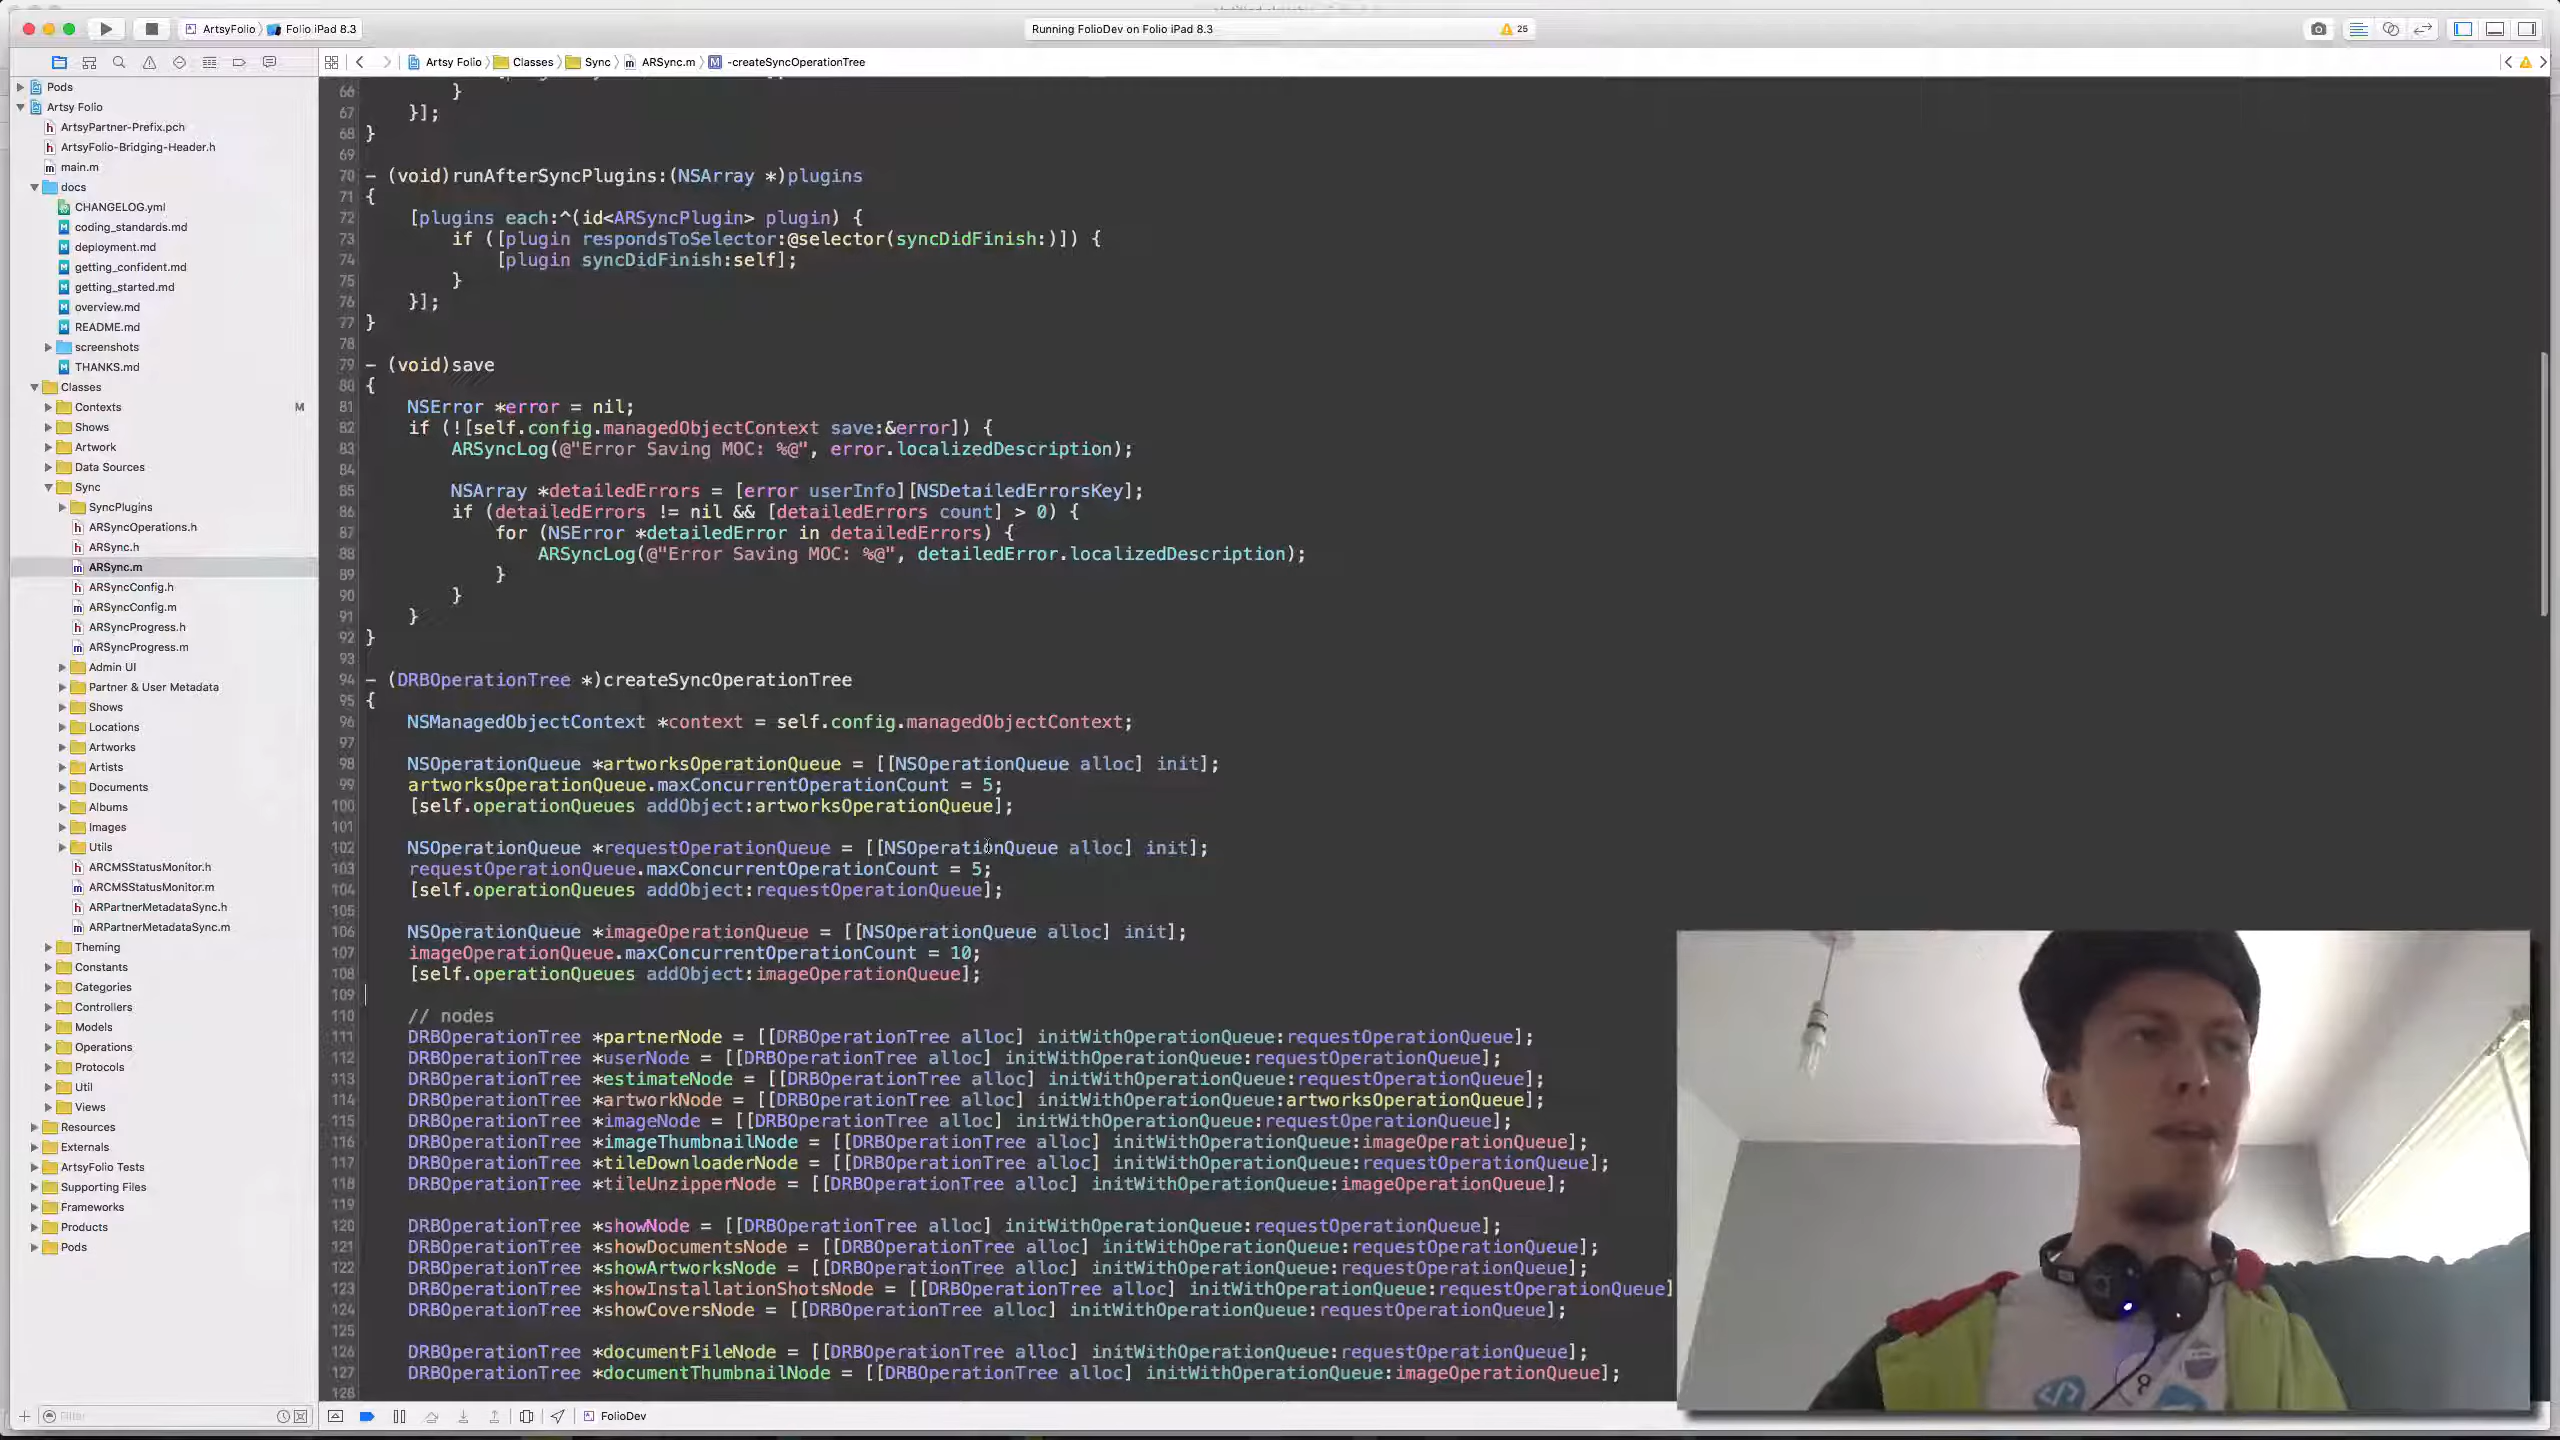 ArtsyFolio
Folio iPad 8.3
Running FolioDev on Folio iPad 8.3
25
Artsy Folio
Classes
Sync
ARSync.m
-createSyncOperationTree
Pods
Artsy Folio
ArtsyPartner-Prefix.pch
ArtsyFolio-Bridging-Header.h
main.m
docs
CHANGELOG.yml
coding_standards.md
deployment.md
getting_confident.md
getting_started.md
overview.md
README.md
screenshots
THANKS.md
Classes
Contexts M
Shows
Artwork
Data Sources
Sync
SyncPlugins
ARSyncOperations.h
ARSync.h
ARSync.m
ARSyncConfig.h
ARSyncConfig.m
ARSyncProgress.h
ARSyncProgress.m
Admin UI
Partner & User Metadata
Shows
Locations
Artworks
Artists
Documents
Albums
Images
Utils
ARCMSStatusMonitor.h
ARCMSStatusMonitor.m
ARPartnerMetadataSync.h
ARPartnerMetadataSync.m
Theming
Constants
Categories
Controllers
Models
Operations
Protocols
Util
Views
Resources
Externals
ArtsyFolio Tests
Supporting Files
Frameworks
Products
Pods
Filter
66 }
67 }];
68 }
69
70 - (void)runAfterSyncPlugins:(NSArray *)plugins
71 {
72 [plugins each:^(id<ARSyncPlugin> plugin) {
73 if ([plugin respondsToSelector:@selector(syncDidFinish:)]) {
74 [plugin syncDidFinish:self];
75 }
76 }];
77 }
78
79 - (void)save
80 {
81 NSError *error = nil;
82 if (![self.config.managedObjectContext save:&error]) {
83 ARSyncLog(@"Error Saving MOC: %@", error.localizedDescription);
84
85 NSArray *detailedErrors = [error userInfo][NSDetailedErrorsKey];
86 if (detailedErrors != nil && [detailedErrors count] > 0) {
87 for (NSError *detailedError in detailedErrors) {
88 ARSyncLog(@"Error Saving MOC: %@", detailedError.localizedDescription);
89 }
90 }
91 }
92 }
93
94 - (DRBOperationTree *)createSyncOperationTree
95 {
96 NSManagedObjectContext *context = self.config.managedObjectContext;
97
98 NSOperationQueue *artworksOperationQueue = [[NSOperationQueue alloc] init];
99 artworksOperationQueue.maxConcurrentOperationCount = 5;
100 [self.operationQueues addObject:artworksOperationQueue];
101
102 NSOperationQueue *requestOperationQueue = [[NSOperationQueue alloc] init];
103 requestOperationQueue.maxConcurrentOperationCount = 5;
104 [self.operationQueues addObject:requestOperationQueue];
105
106 NSOperationQueue *imageOperationQueue = [[NSOperationQueue alloc] init];
107 imageOperationQueue.maxConcurrentOperationCount = 10;
108 [self.operationQueues addObject:imageOperationQueue];
109
110 // nodes
111 DRBOperationTree *partnerNode = [[DRBOperationTree alloc] initWithOperationQueue:requestOperationQueue];
112 DRBOperationTree *userNode = [[DRBOperationTree alloc] initWithOperationQueue:requestOperationQueue];
113 DRBOperationTree *estimateNode = [[DRBOperationTree alloc] initWithOperationQueue:requestOperationQueue];
114 DRBOperationTree *artworkNode = [[DRBOperationTree alloc] initWithOperationQueue:artworksOperationQueue];
115 DRBOperationTree *imageNode = [[DRBOperationTree alloc] initWithOperationQueue:requestOperationQueue];
116 DRBOperationTree *imageThumbnailNode = [[DRBOperationTree alloc] initWithOperationQueue:imageOperationQueue];
117 DRBOperationTree *tileDownloaderNode = [[DRBOperationTree alloc] initWithOperationQueue:requestOperationQueue];
118 DRBOperationTree *tileUnzipperNode = [[DRBOperationTree alloc] initWithOperationQueue:imageOperationQueue];
119
120 DRBOperationTree *showNode = [[DRBOperationTree alloc] initWithOperationQueue:requestOperationQueue];
121 DRBOperationTree *showDocumentsNode = [[DRBOperationTree alloc] initWithOperationQueue:requestOperationQueue];
122 DRBOperationTree *showArtworksNode = [[DRBOperationTree alloc] initWithOperationQueue:requestOperationQueue];
123 DRBOperationTree *showInstallationShotsNode = [[DRBOperationTree alloc] initWithOperationQueue:requestOperationQueue]
124 DRBOperationTree *showCoversNode = [[DRBOperationTree alloc] initWithOperationQueue:requestOperationQueue];
125
126 DRBOperationTree *documentFileNode = [[DRBOperationTree alloc] initWithOperationQueue:requestOperationQueue];
127 DRBOperationTree *documentThumbnailNode = [[DRBOperationTree alloc] initWithOperationQueue:imageOperationQueue];
128
FolioDev